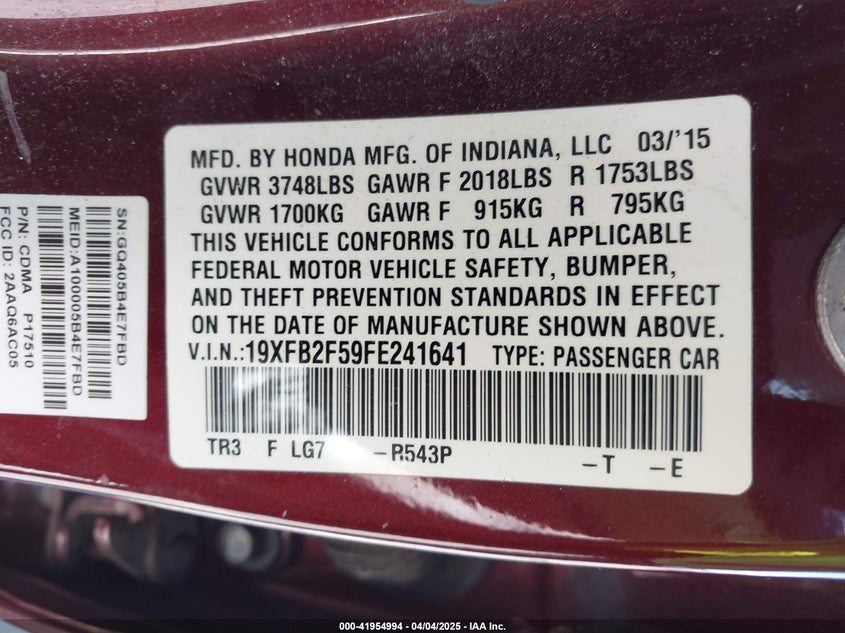 MFD. BY HONDA MFG. OF INDIANA, LLC 03/'15
GVWR 3748LBS GAWR F 2018LBS R 1753LBS
GVWR 1700KG GAWR F 915KG R 795KG
THIS VEHICLE CONFORMS TO ALL APPLICABLE
FEDERAL MOTOR VEHICLE SAFETY, BUMPER,
AND THEFT PREVENTION STANDARDS IN EFFECT
ON THE DATE OF MANUFACTURE SHOWN ABOVE.
V.I.N.:19XFB2F59FE241641 TYPE: PASSENGER CAR
TR3 F LG7 -R543P -T -E
SN:GQ405B4E7FBD
MEID:A100005B4E7FBD
P/N: CDMA P17510
FCC ID: 2AAQ6AC05
000-41954994 / 04/04/2025 - IAA Inc.